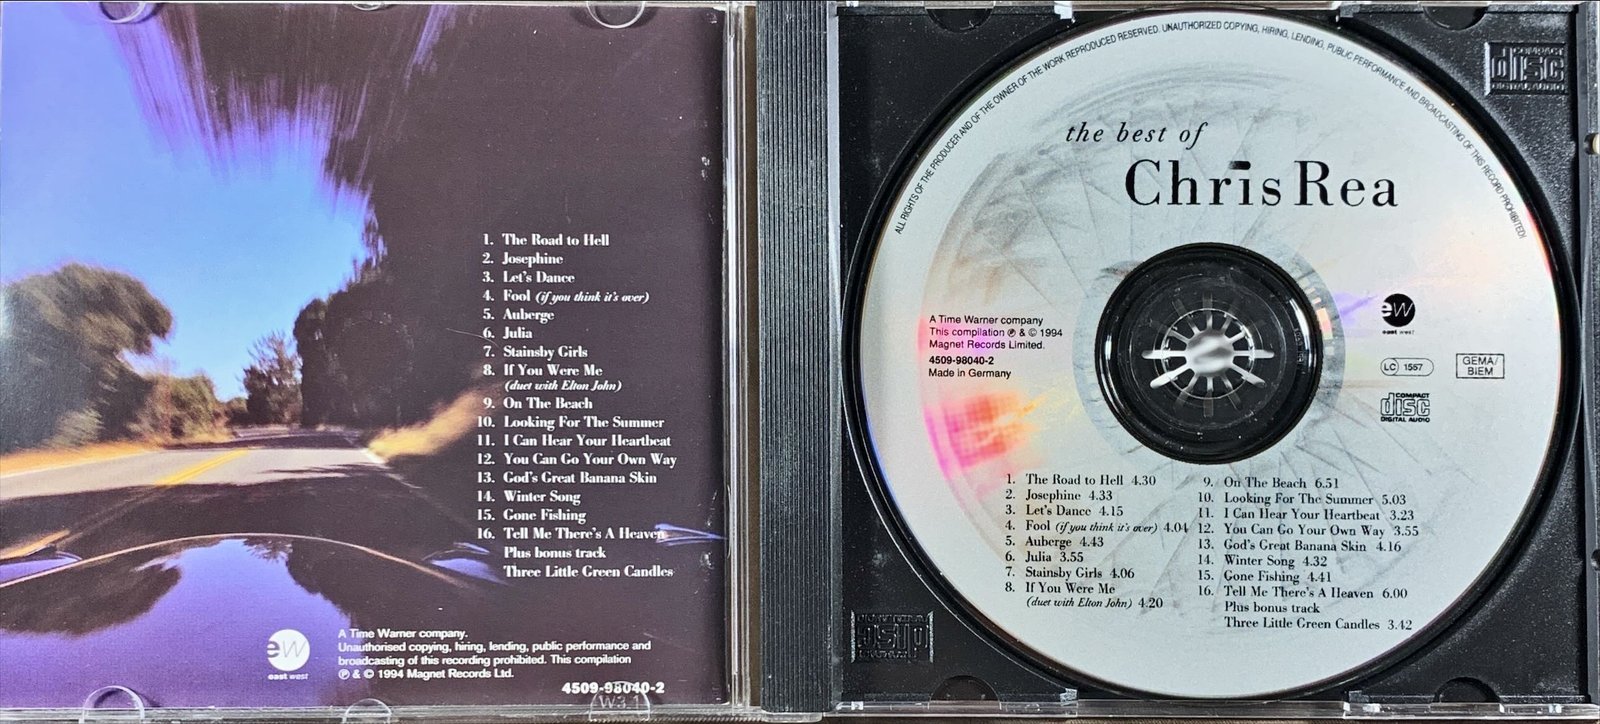 1. The Road to Hell
2. Josephine
3. Let's Dance
4. Fool (if you think it's over)
5. Auberge
6. Julia
7. Stainsby Girls
8. If You Were Me
(duet with Elton John)
9. On The Beach
10. Looking For The Summer
11. I Can Hear Your Heartbeat
12. You Can Go Your Own Way
13. God's Great Banana Skin
14. Winter Song
15. Gone Fishing
16. Tell Me There's A Heaven
Plus bonus track
Three Little Green Candles
ew
east west
A Time Warner company.
Unauthorised copying, hiring, lending, public performance and
broadcasting of this recording prohibited. This compilation
℗ & © 1994 Magnet Records Ltd.
4509-98040-2
W3.1
ALL RIGHTS OF THE PRODUCER AND OF THE OWNER OF THE WORK REPRODUCED RESERVED. UNAUTHORIZED COPYING, HIRING, LENDING, PUBLIC PERFORMANCE AND BROADCASTING OF THIS RECORD PROHIBITED!
COMPACT
disc
DIGITAL AUDIO
the best of
Chris Rea
A Time Warner company
This compilation ℗ & © 1994
Magnet Records Limited.
4509-98040-2
Made in Germany
ew
east west
LC 1557
GEMA/
BIEM
COMPACT
disc
DIGITAL AUDIO
1. The Road to Hell 4.30
2. Josephine 4.33
3. Let's Dance 4.15
4. Fool (if you think it's over) 4.04
5. Auberge 4.43
6. Julia 3.55
7. Stainsby Girls 4.06
8. If You Were Me
(duet with Elton John) 4.20
9. On The Beach 6.51
10. Looking For The Summer 5.03
11. I Can Hear Your Heartbeat 3.23
12. You Can Go Your Own Way 3.55
13. God's Great Banana Skin 4.16
14. Winter Song 4.32
15. Gone Fishing 4.41
16. Tell Me There's A Heaven 6.00
Plus bonus track
Three Little Green Candles 3.42
COMPACT
disc
DIGITAL AUDIO